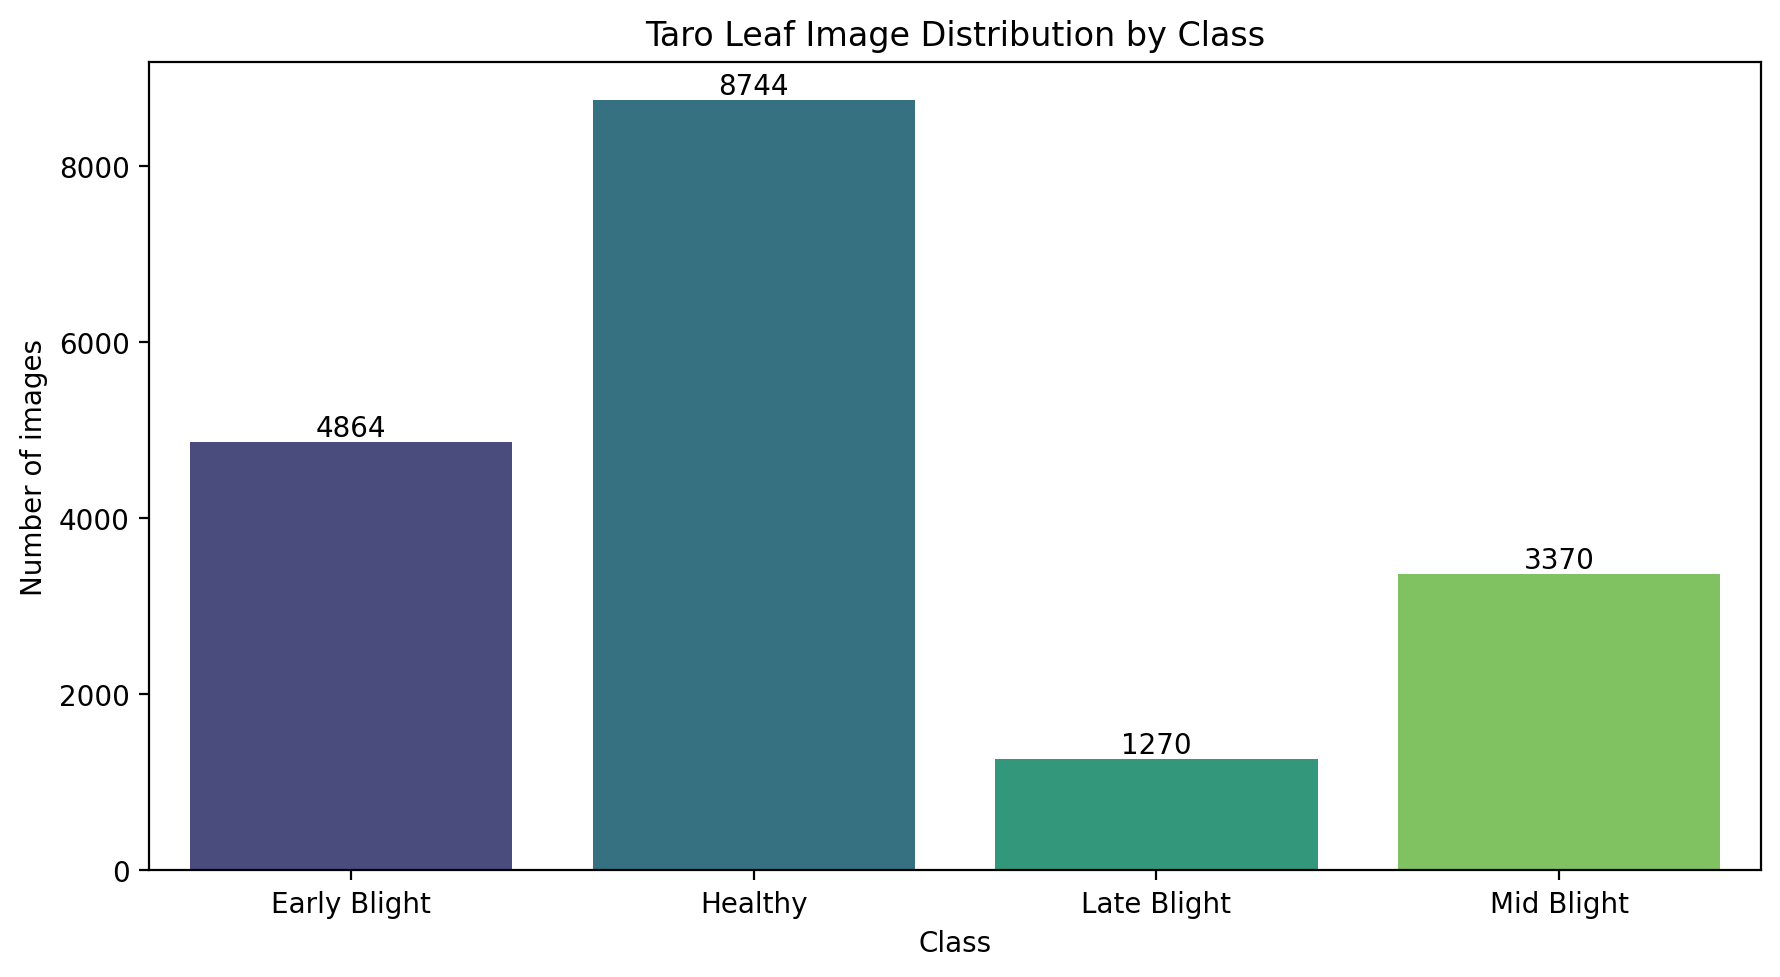 Taro Leaf Image Distribution by Class
Number of images
8000
6000
4000
2000
0
4864
8744
1270
3370
Early Blight
Healthy
Late Blight
Mid Blight
Class